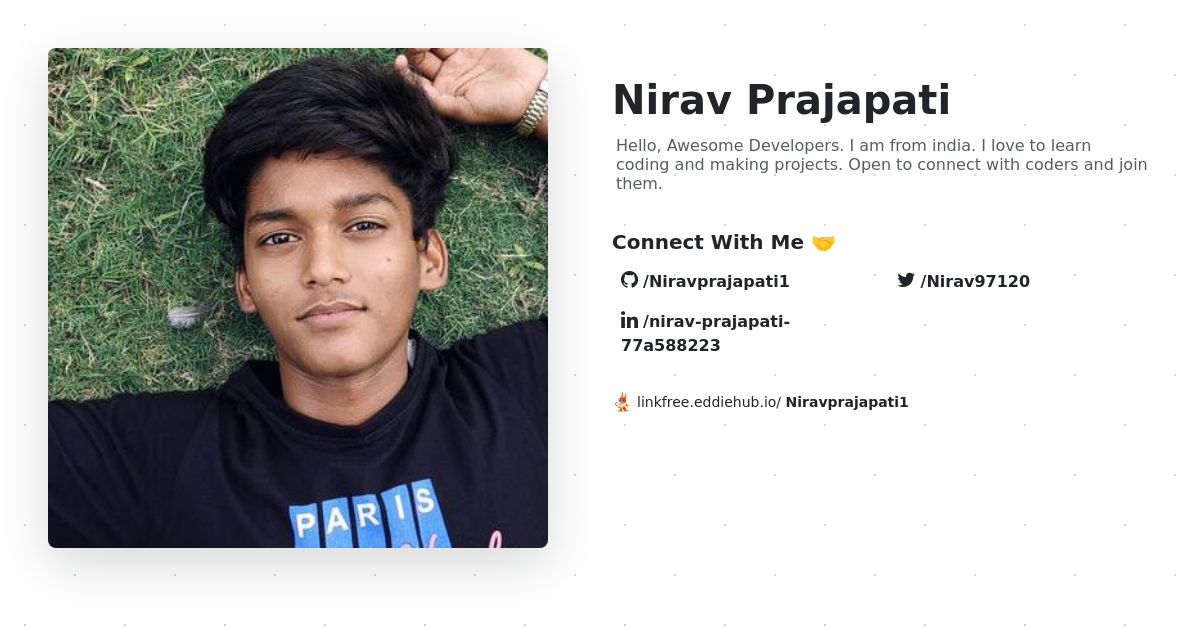 Nirav Prajapati
Hello, Awesome Developers. I am from india. I love to learn
coding and making projects. Open to connect with coders and join
them.
Connect With Me 🤝
/Niravprajapati1
/Nirav97120
/nirav-prajapati-
77a588223
linkfree.eddiehub.io/ Niravprajapati1
PARIS